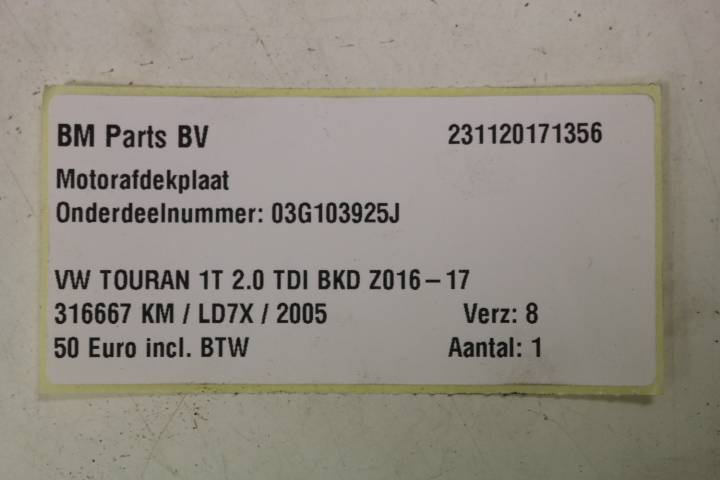 BM Parts BV 231120171356
Motorafdekplaat
Onderdeelnummer: 03G103925J
VW TOURAN 1T 2.0 TDI BKD Z016-17
316667 KM / LD7X / 2005 Verz: 8
50 Euro incl. BTW Aantal: 1